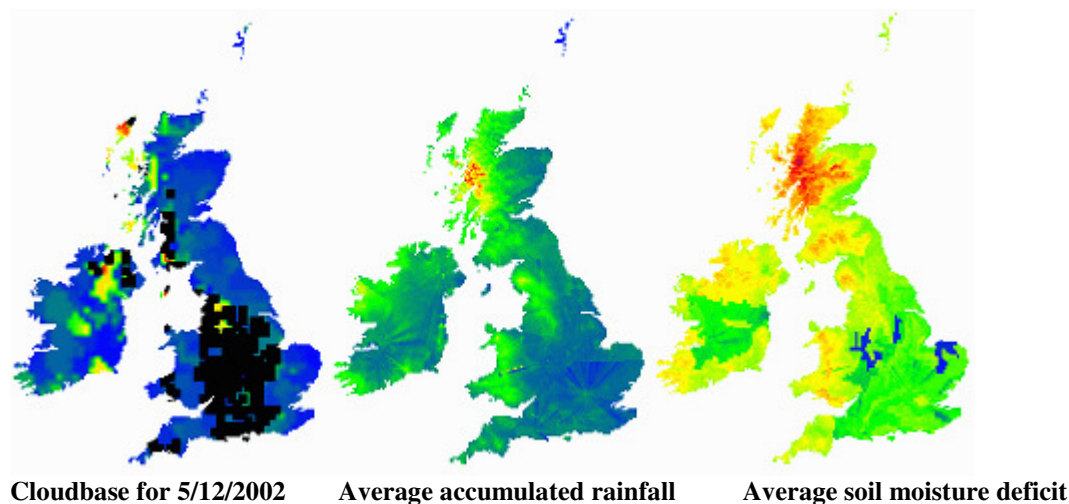 Cloudbase for 5/12/2002
Average accumulated rainfall
Average soil moisture deficit